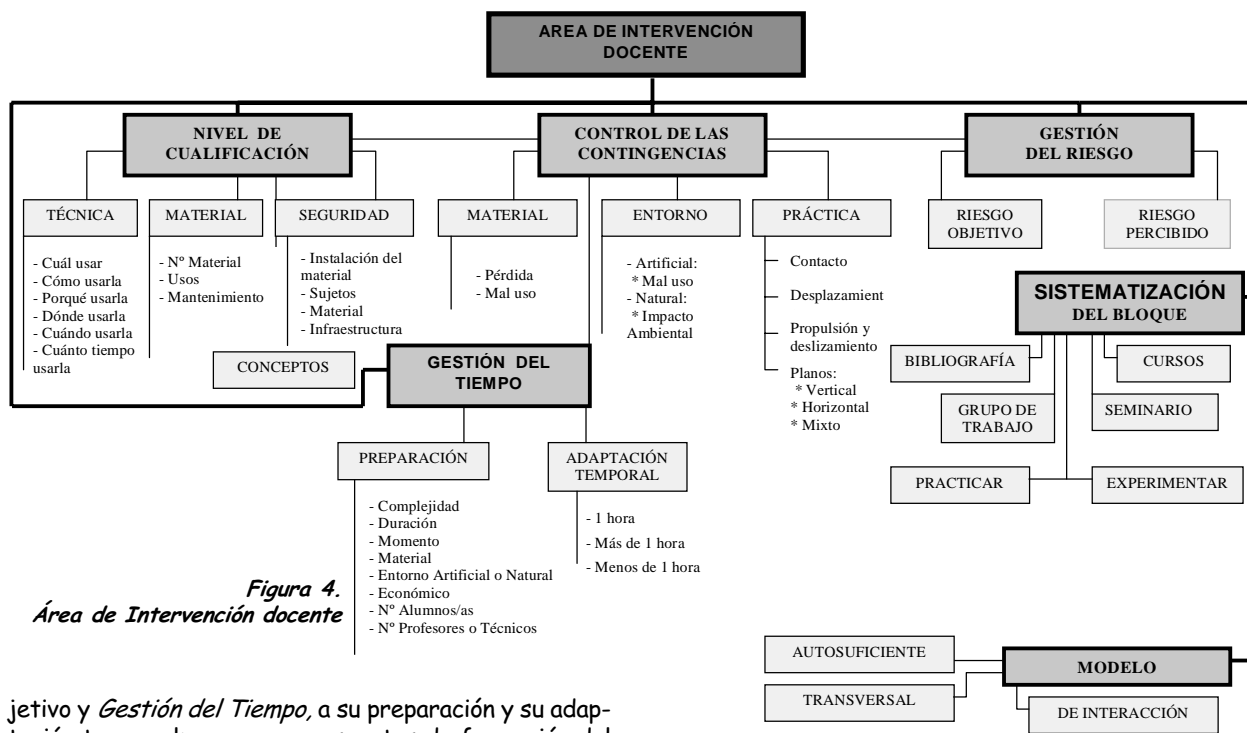 AREA DE INTERVENCIÓN
DOCENTE
NIVEL DE
CUALIFICACIÓN
CONTROL DE LAS
CONTINGENCIAS
GESTIÓN
DEL RIESGO
TÉCNICA
- Cuál usar
- Cómo usarla
- Porqué usarla
- Dónde usarla
- Cuándo usarla
- Cuánto tiempo
usarla
MATERIAL
- Nº Material
- Usos
- Mantenimiento
SEGURIDAD
- Instalación del
material
- Sujetos
- Material
- Infraestructura
CONCEPTOS
MATERIAL
- Pérdida
- Mal uso
ENTORNO
- Artificial:
* Mal uso
- Natural:
* Impacto
Ambiental
PRÁCTICA
Contacto
Desplazament
Propulsión y
deslizamiento
Planos:
* Vertical
* Horizontal
* Mixto
RIESGO
OBJETIVO
RIESGO
PERCIBIDO
SISTEMATIZACIÓN
DEL BLOQUE
BIBLIOGRAFÍA
CURSOS
GRUPO DE
TRABAJO
SEMINARIO
PRACTICAR
EXPERIMENTAR
GESTIÓN DEL
TIEMPO
PREPARACIÓN
- Complejidad
- Duración
- Momento
- Material
- Entorno Artificial o Natural
- Económico
- Nº Alumnos/as
- Nº Profesores o Técnicos
ADAPTACIÓN
TEMPORAL
- 1 hora
- Más de 1 hora
- Menos de 1 hora
Figura 4.
Área de Intervención docente
AUTOSUFICIENTE
TRANSVERSAL
MODELO
DE INTERACCIÓN
jetivo y Gestión del Tiempo, a su preparación y su adap-